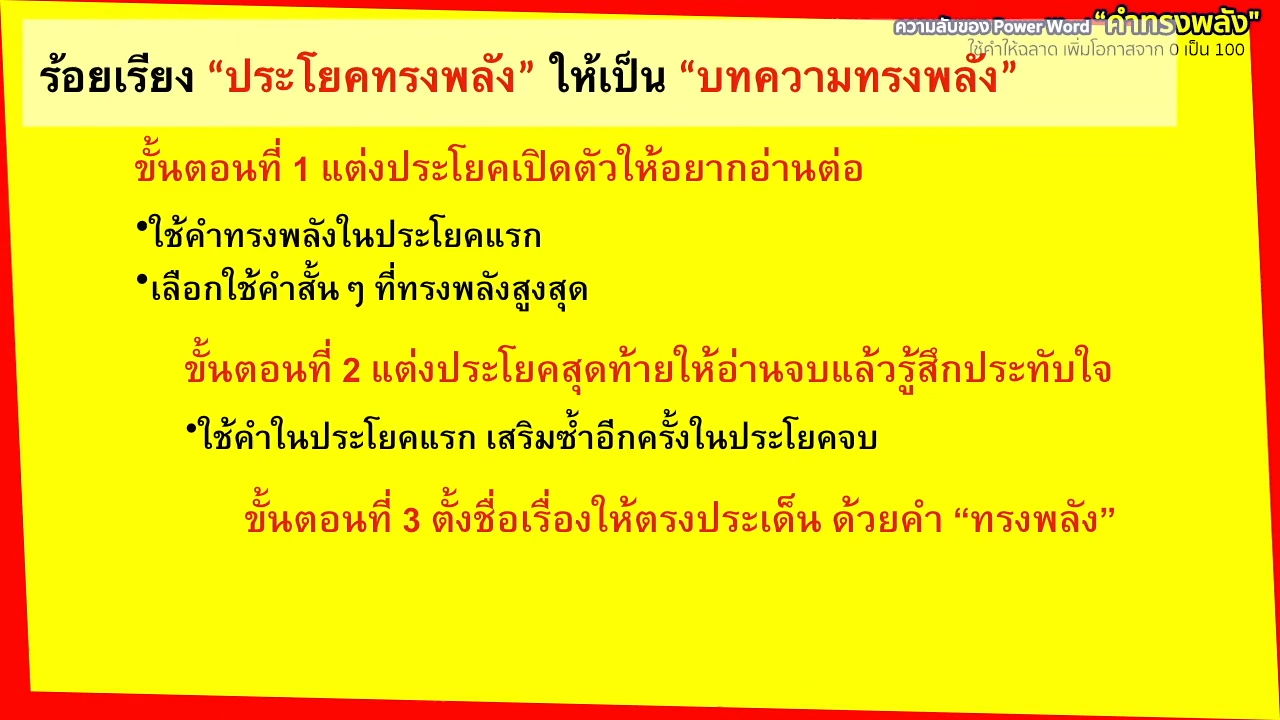 ความลับของ Power Word “คำทรงพลัง"
ใช้คำให้ฉลาด เพิ่มโอกาสจาก 0 เป็น 100
ร้อยเรียง “ประโยคทรงพลัง” ให้เป็น “บทความทรงพลัง”
ขั้นตอนที่ 1 แต่งประโยคเปิดตัวให้อยากอ่านต่อ
•ใช้คำทรงพลังในประโยคแรก
•เลือกใช้คำสั้น ๆ ที่ทรงพลังสูงสุด
ขั้นตอนที่ 2 แต่งประโยคสุดท้ายให้อ่านจบแล้วรู้สึกประทับใจ
•ใช้คำในประโยคแรก เสริมซ้ำอีกครั้งในประโยคจบ
ขั้นตอนที่ 3 ตั้งชื่อเรื่องให้ตรงประเด็น ด้วยคำ “ทรงพลัง”